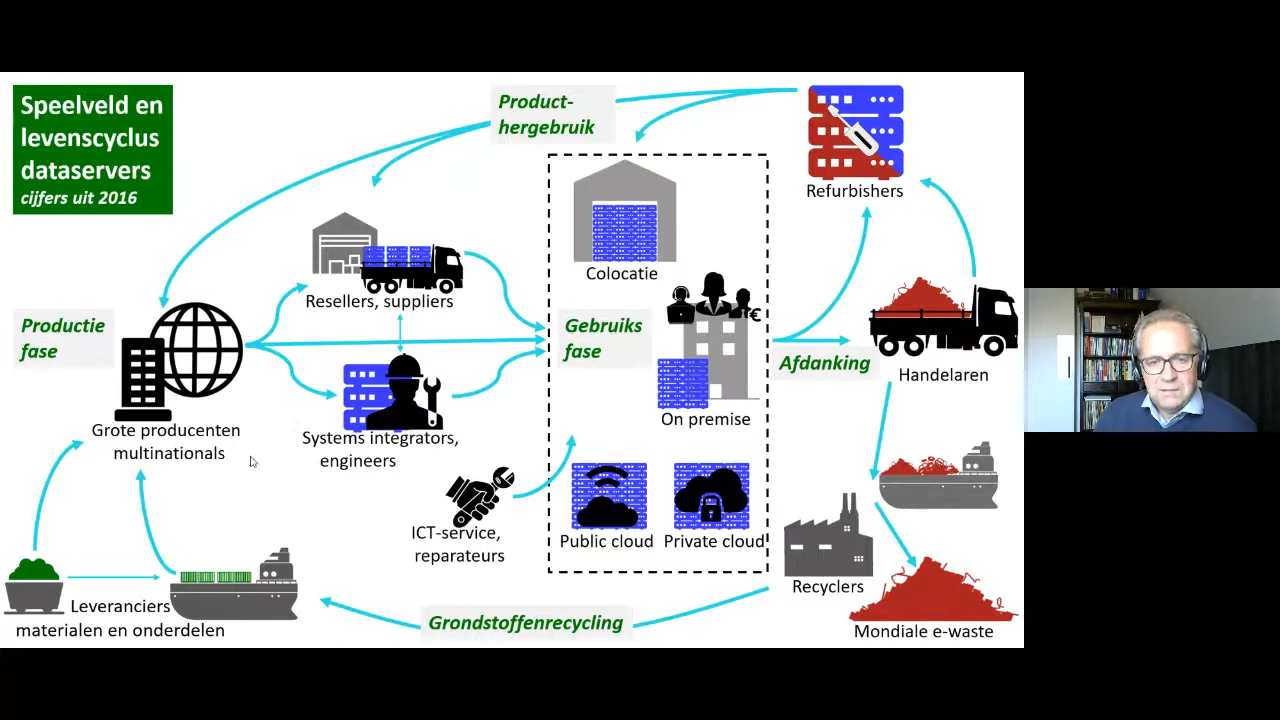 Speelveld en
levenscyclus
dataservers
cijfers uit 2016
Product-
hergebruik
Refurbishers
Colocatie
Resellers, suppliers
Productie
fase
Gebruiks
fase
Afdanking
Handelaren
On premise
Grote producenten
multinationals
Systems integrators,
engineers
ICT-service,
reparateurs
Public cloud
Private cloud
Recyclers
Leveranciers
materialen en onderdelen
Grondstoffenrecycling
Mondiale e-waste